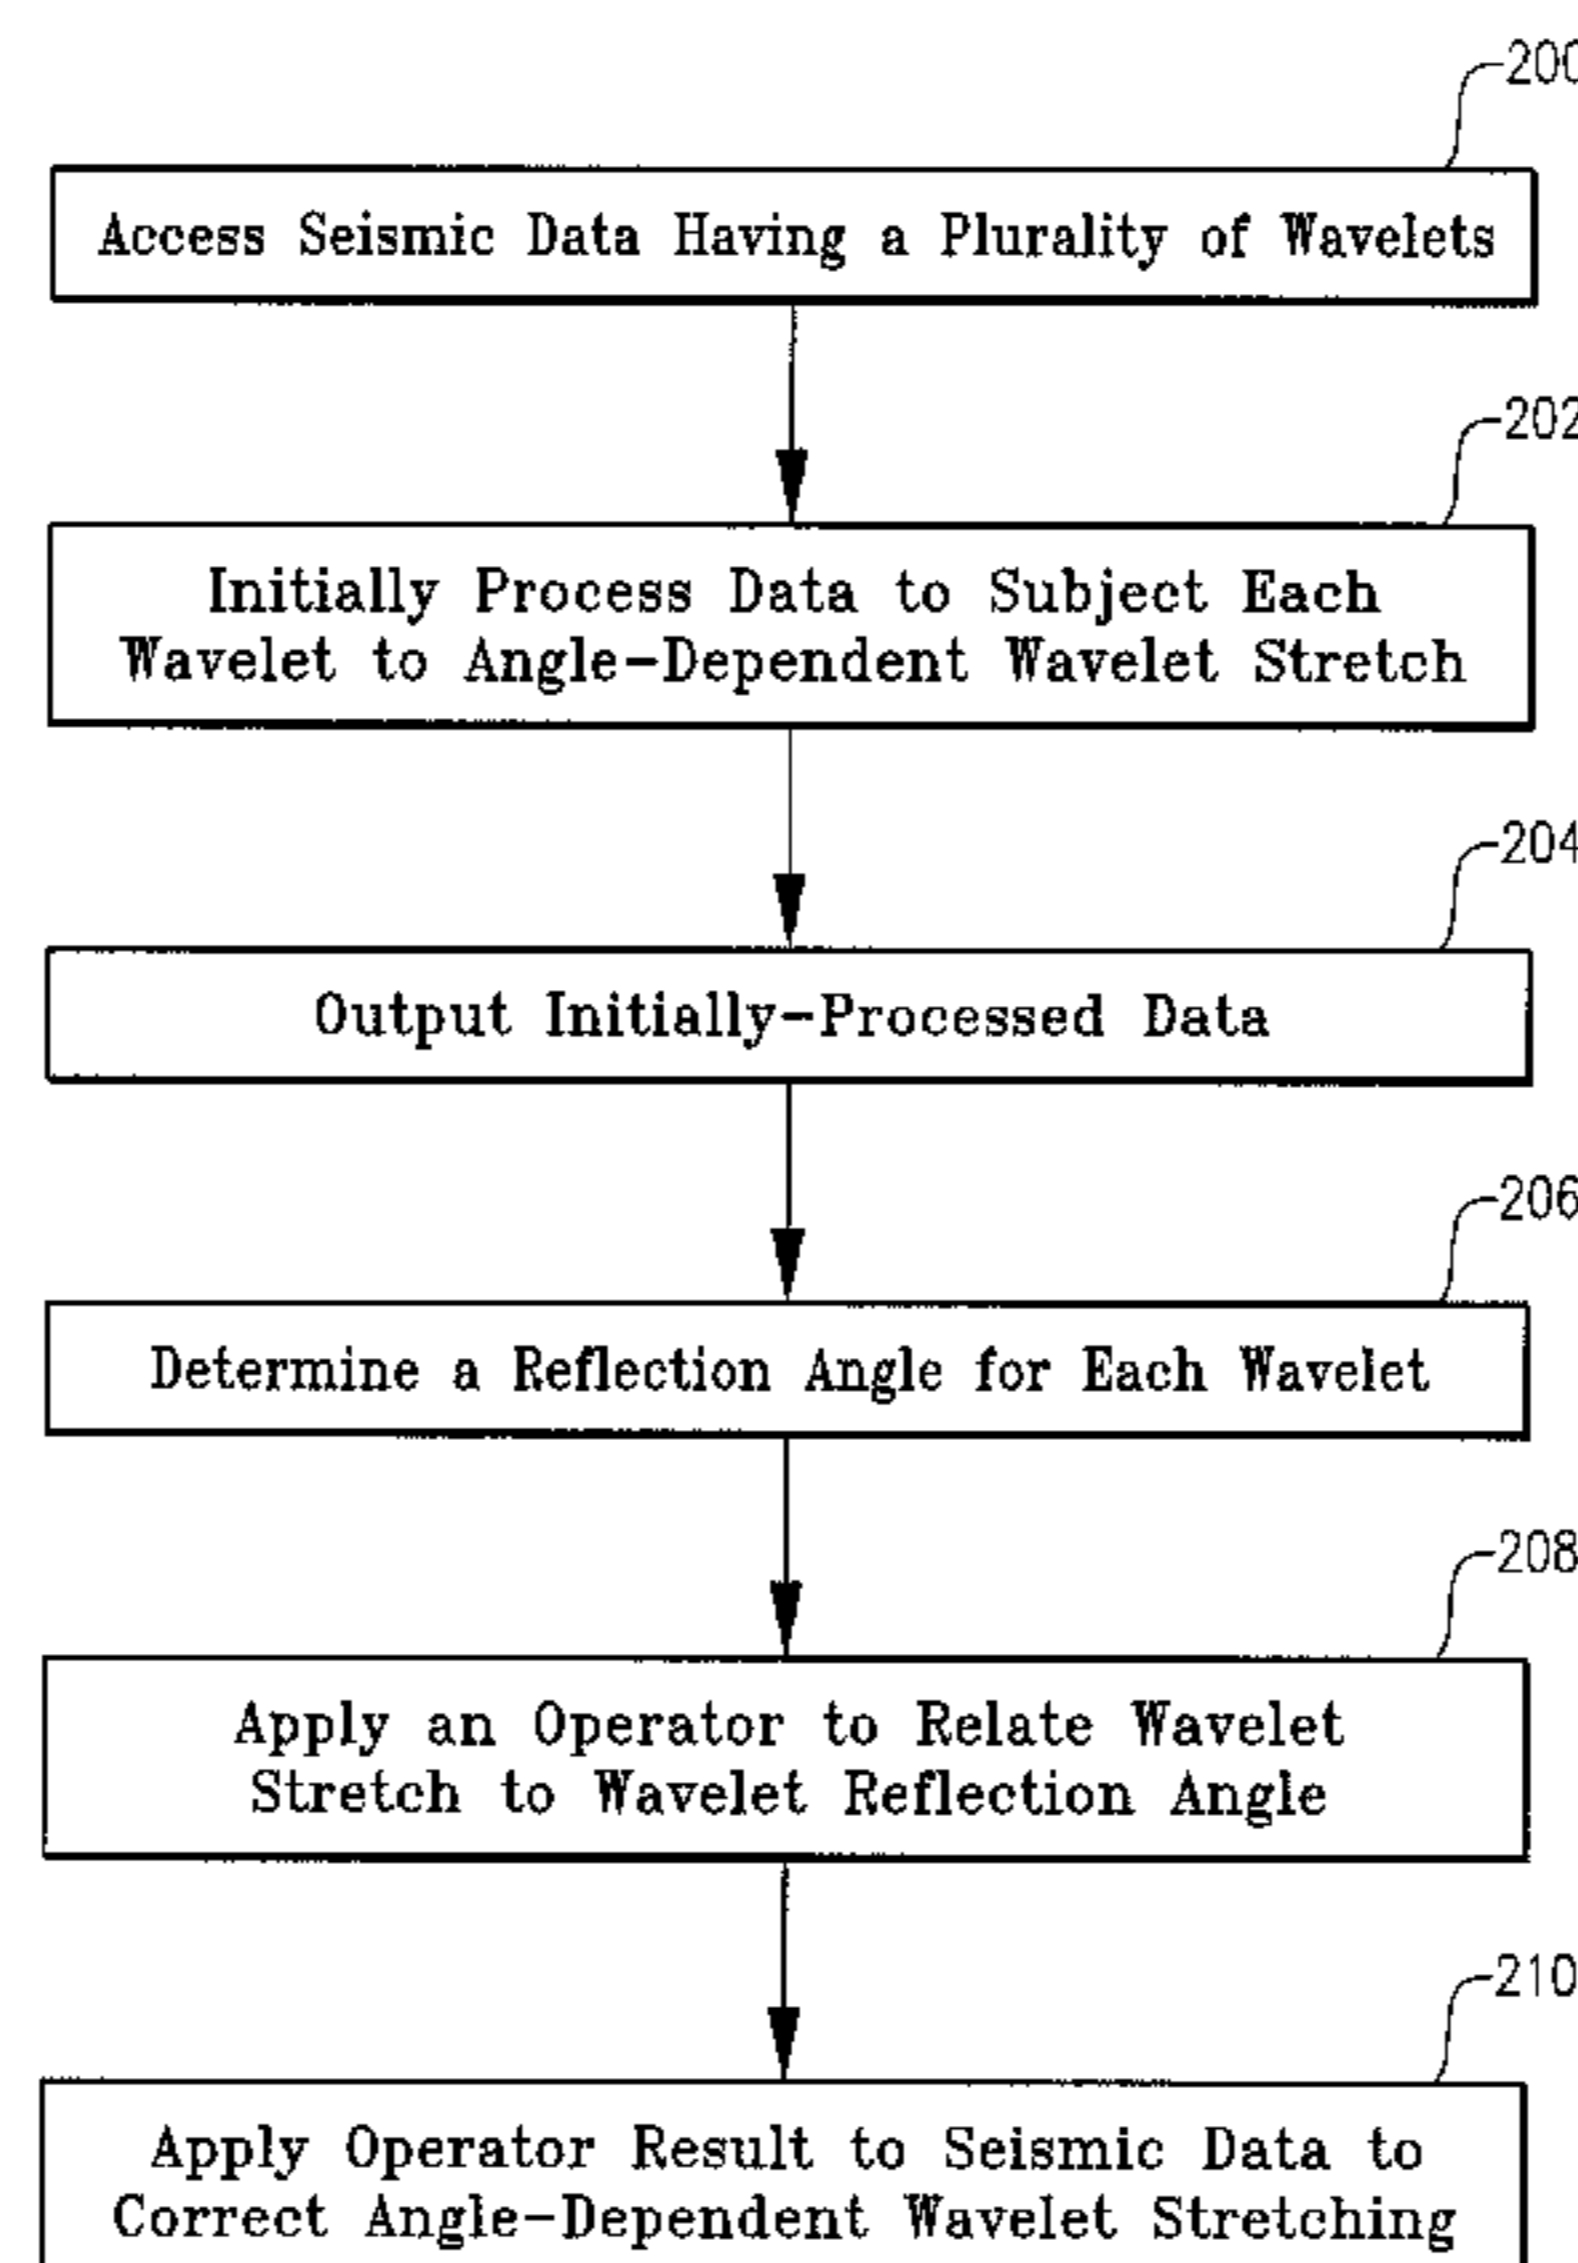 200
Access Seismic Data Having a Plurality of Wavelets
202
Initially Process Data to Subject Each
Wavelet to Angle-Dependent Wavelet Stretch
204
Output Initially-Processed Data
206
Determine a Reflection Angle for Each Wavelet
208
Apply an Operator to Relate Wavelet
Stretch to Wavelet Reflection Angle
210
Apply Operator Result to Seismic Data to
Correct Angle-Dependent Wavelet Stretching